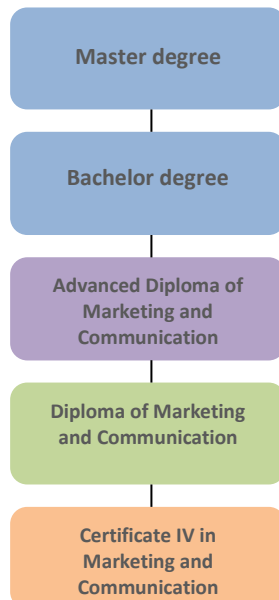 Master degree
Bachelor degree
Advanced Diploma of
Marketing and
Communication
Diploma of Marketing
and Communication
Certificate IV in
Marketing and
Communication